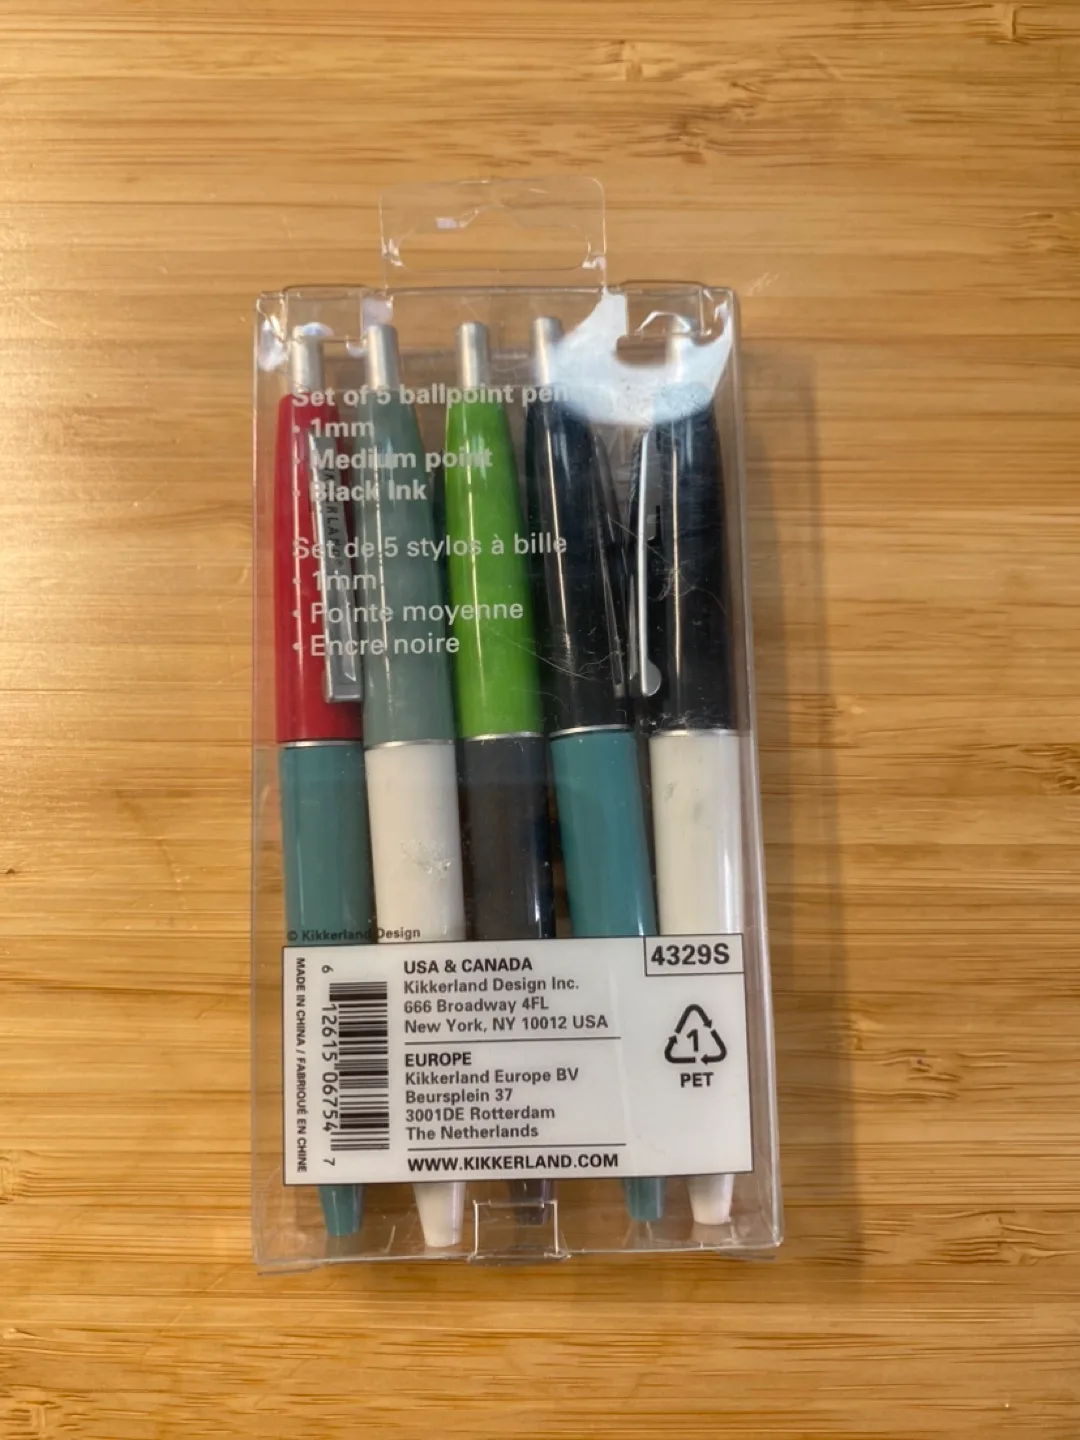 Set of 5 ballpoint pen
• 1mm
• Medium point
• Black Ink
Set de 5 stylos à bille
• 1mm
• Pointe moyenne
• Encre noire
© Kikkerland Design
MADE IN CHINA / FABRIQUÉ EN CHINE
6 12615 06754 7
USA & CANADA
Kikkerland Design Inc.
666 Broadway 4FL
New York, NY 10012 USA
EUROPE
Kikkerland Europe BV
Beursplein 37
3001DE Rotterdam
The Netherlands
WWW.KIKKERLAND.COM
4329S
1
PET